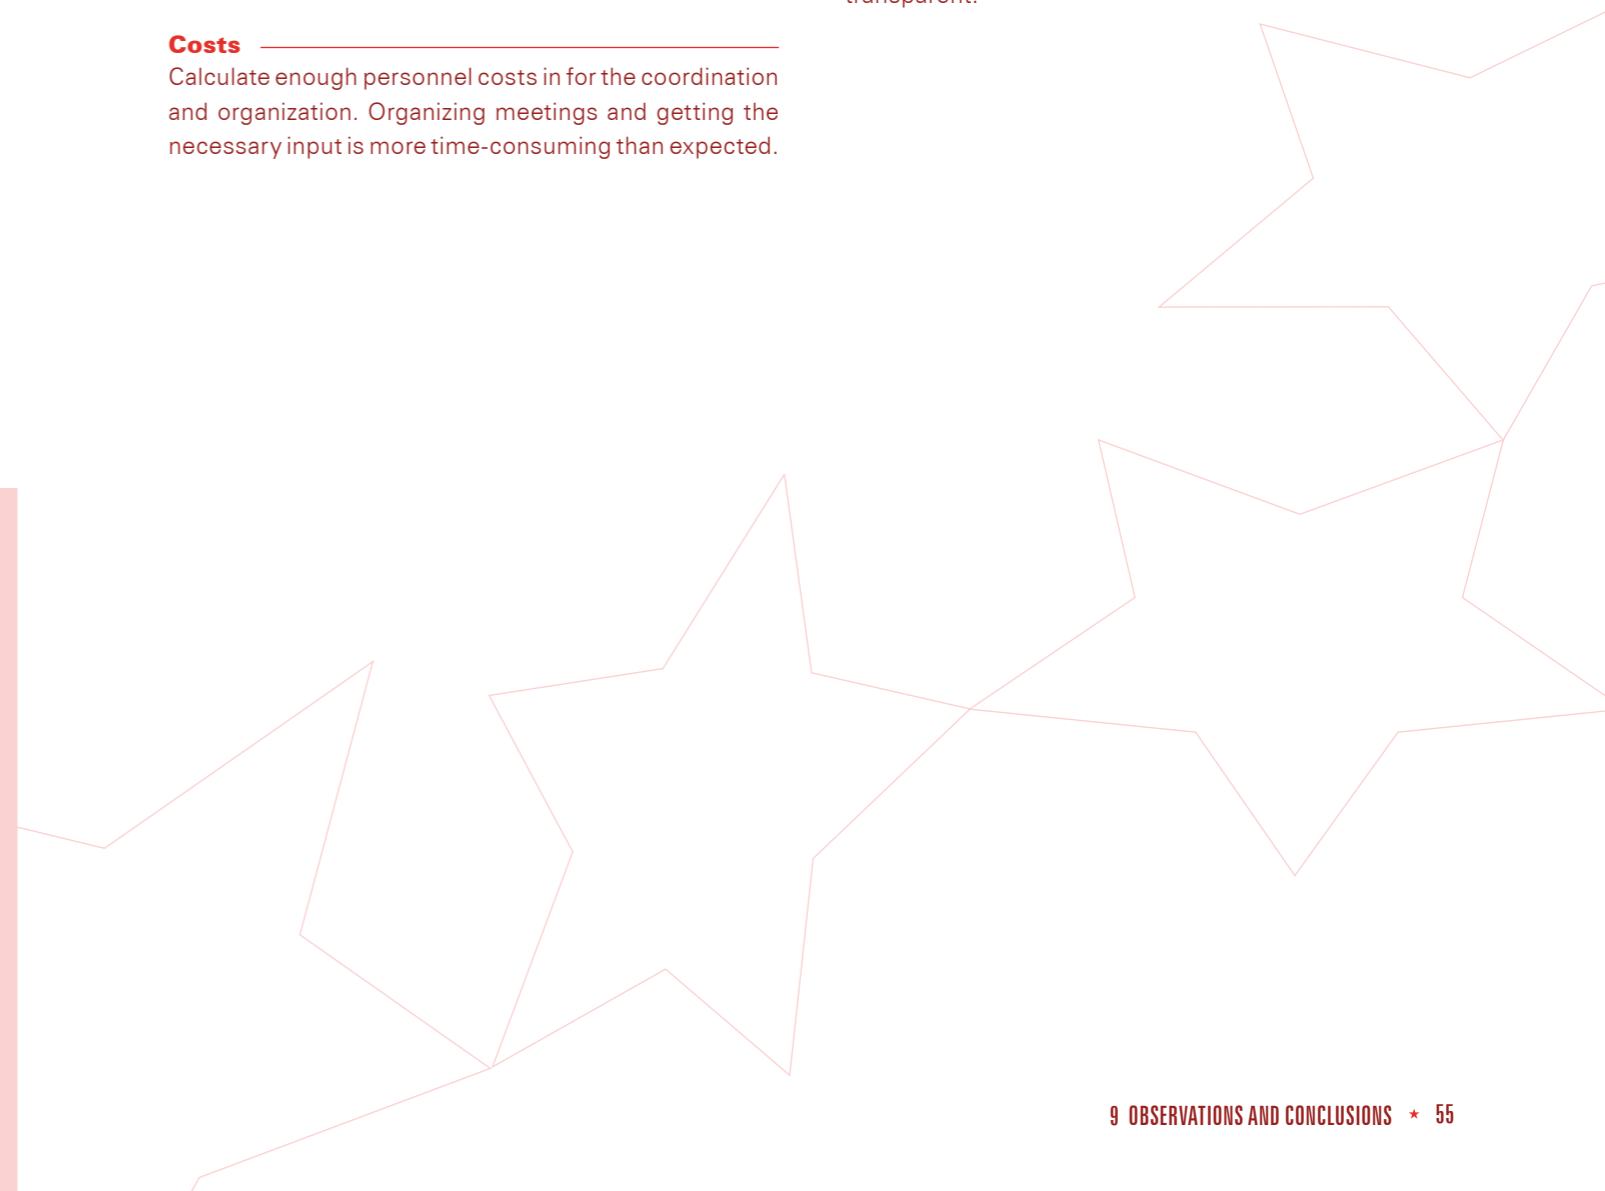 Costs
Calculate enough personnel costs in for the coordination
and organization. Organizing meetings and getting the
necessary input is more time-consuming than expected.
transparent.
9 OBSERVATIONS AND CONCLUSIONS ★ 55